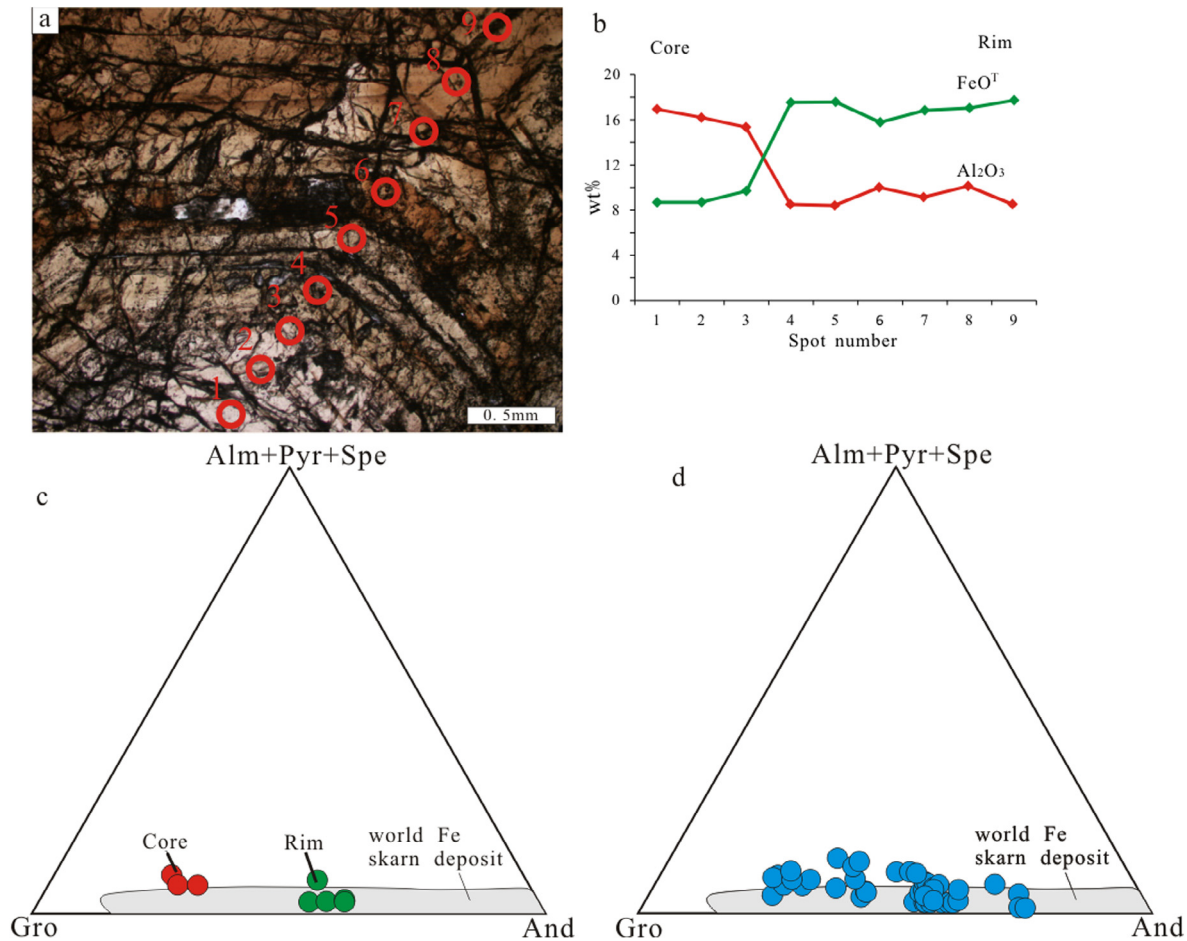 a
9
8
7
6
5
4
3
2
1
0. 5mm
b
Core
Rim
FeOᵀ
Al₂O₃
wt%
20
16
12
8
4
0
1 2 3 4 5 6 7 8 9
Spot number
c
Alm+Pyr+Spe
Core
Rim
world Fe
skarn deposit
Gro
And
d
Alm+Pyr+Spe
world Fe
skarn deposit
Gro
And